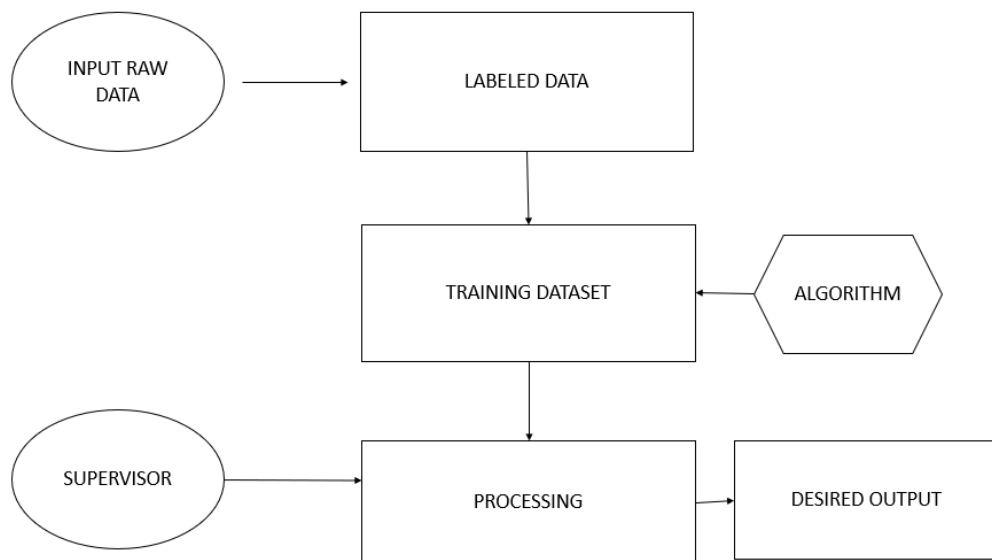 INPUT RAW
DATA
LABELED DATA
TRAINING DATASET
ALGORITHM
SUPERVISOR
PROCESSING
DESIRED OUTPUT